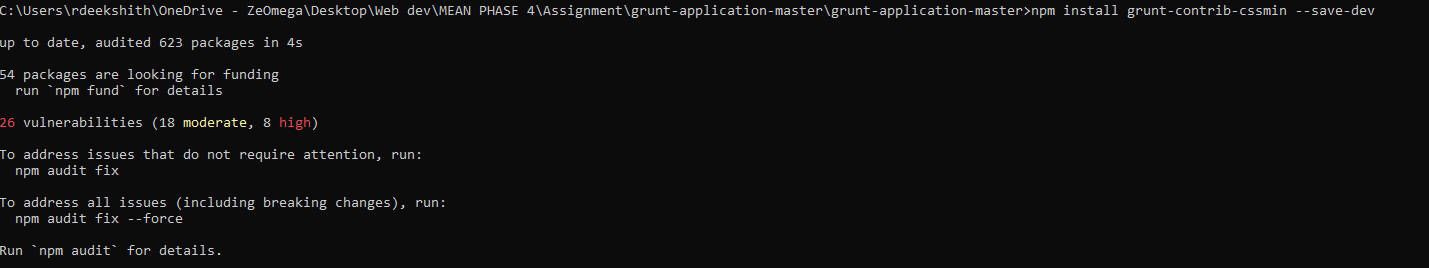 C:\Users\rdeekshith\OneDrive - ZeOmega\Desktop\Web dev\MEAN PHASE 4\Assignment\grunt-application-master\grunt-application-master>npm install grunt-contrib-cssmin --save-dev
up to date, audited 623 packages in 4s
54 packages are looking for funding
run `npm fund` for details
26 vulnerabilities (18 moderate, 8 high)
To address issues that do not require attention, run:
npm audit fix
To address all issues (including breaking changes), run:
npm audit fix --force
Run `npm audit` for details.